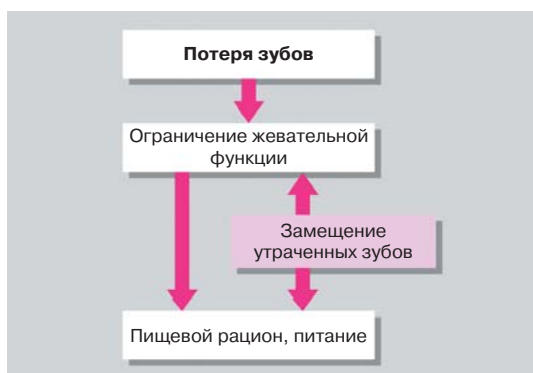 Потеря зубов
Ограничение жевательной
функции
Замещение
утраченных зубов
Пищевой рацион, питание